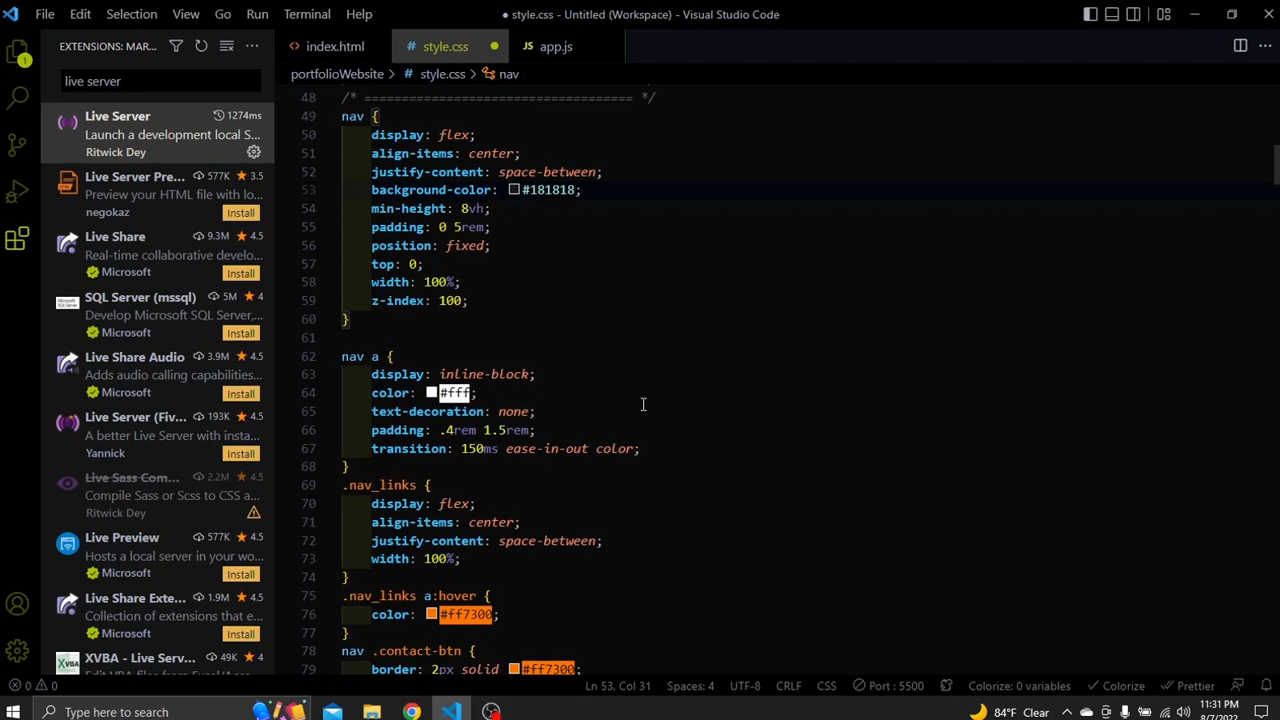 File Edit Selection View Go Run Terminal Help
● style.css - Untitled (Workspace) - Visual Studio Code
EXTENSIONS: MAR...
live server
Live Server 1274ms
Launch a development local S...
Ritwick Dey
Live Server Pre... 577K ★ 3.5
Preview your HTML file with lo...
negokaz Install
Live Share 9.3M ★ 4.5
Real-time collaborative develo...
Microsoft Install
SQL Server (mssql) 5M ★ 4
Develop Microsoft SQL Server,...
Microsoft Install
Live Share Audio 3.9M ★ 4.5
Adds audio calling capabilities...
Microsoft Install
Live Server (Fiv... 193K ★ 4.5
A better Live Server with insta...
Yannick Install
Live Sass Com... 2.2M ★ 4.5
Compile Sass or Scss to CSS a...
Ritwick Dey
Live Preview 577K ★ 4.5
Hosts a local server in your wo...
Microsoft Install
Live Share Exte... 1.9M ★ 4.5
Collection of extensions that e...
Microsoft Install
XVBA - Live Serv... 49K ★ 4
1
index.html # style.css ● JS app.js
portfolioWebsite > # style.css > nav
48 /* ==================================== */
49 nav {
50 display: flex;
51 align-items: center;
52 justify-content: space-between;
53 background-color: #181818;
54 min-height: 8vh;
55 padding: 0 5rem;
56 position: fixed;
57 top: 0;
58 width: 100%;
59 z-index: 100;
60 }
61
62 nav a {
63 display: inline-block;
64 color: #fff;
65 text-decoration: none;
66 padding: .4rem 1.5rem;
67 transition: 150ms ease-in-out color;
68 }
69 .nav_links {
70 display: flex;
71 align-items: center;
72 justify-content: space-between;
73 width: 100%;
74 }
75 .nav_links a:hover {
76 color: #ff7300;
77 }
78 nav .contact-btn {
79 border: 2px solid #ff7300;
0 0 Ln 53, Col 31 Spaces: 4 UTF-8 CRLF CSS Port : 5500 Colorize: 0 variables Colorize Prettier
Type here to search 84°F Clear 11:31 PM